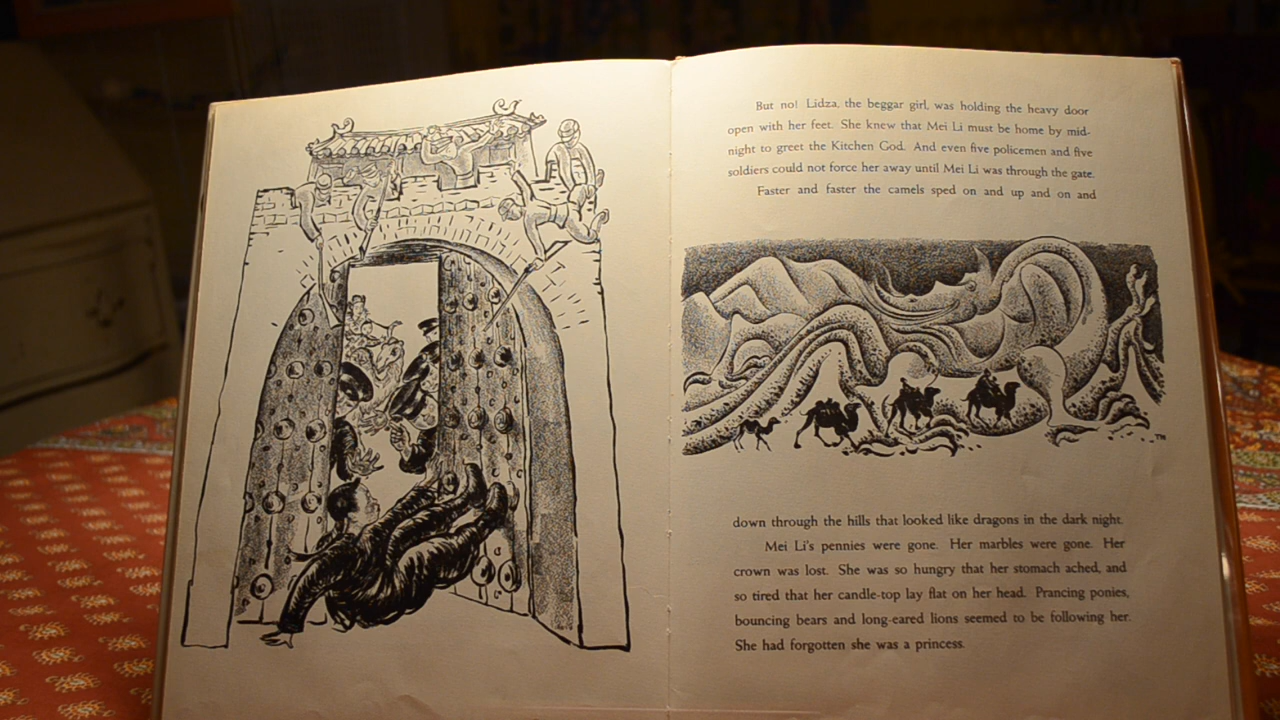 But no! Lidza, the beggar girl, was holding the heavy door
open with her feet. She knew that Mei Li must be home by mid-
night to greet the Kitchen God. And even five policemen and five
soldiers could not force her away until Mei Li was through the gate.
Faster and faster the camels sped on and up and on and
TH
down through the hills that looked like dragons in the dark night.
Mei Li's pennies were gone. Her marbles were gone. Her
crown was lost. She was so hungry that her stomach ached, and
so tired that her candle-top lay flat on her head. Prancing ponies,
bouncing bears and long-eared lions seemed to be following her.
She had forgotten she was a princess.